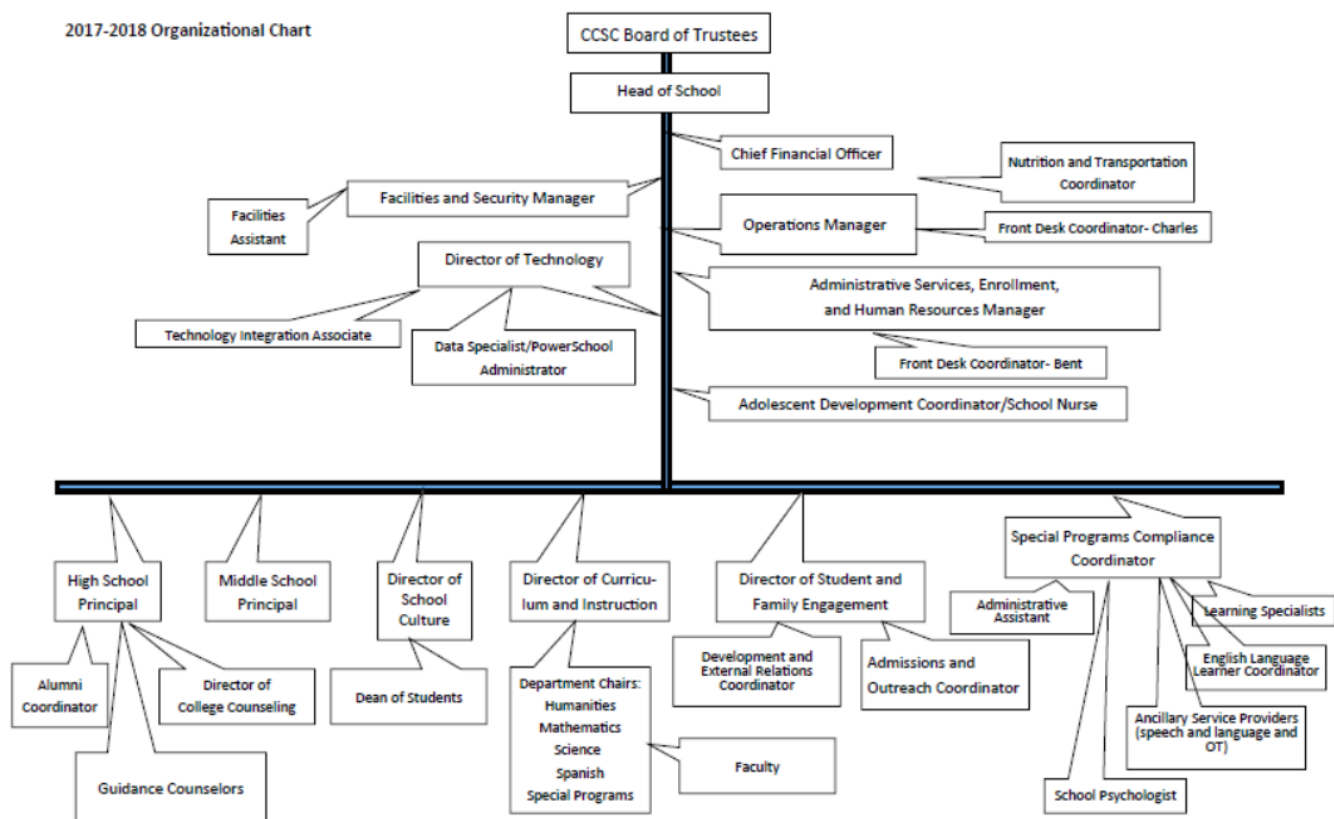 2017-2018 Organizational Chart
CCSC Board of Trustees
Head of School
Chief Financial Officer
Nutrition and Transportation
Coordinator
Facilities and Security Manager
Facilities
Assistant
Operations Manager
Front Desk Coordinator- Charles
Director of Technology
Administrative Services, Enrollment,
and Human Resources Manager
Technology Integration Associate
Data Specialist/PowerSchool
Administrator
Front Desk Coordinator- Bent
Adolescent Development Coordinator/School Nurse
High School
Principal
Middle School
Principal
Director of
School
Culture
Director of Curricu-
lum and Instruction
Director of Student and
Family Engagement
Special Programs Compliance
Coordinator
Administrative
Assistant
Learning Specialists
Alumni
Coordinator
Director of
College Counseling
Dean of Students
Department Chairs:
Humanities
Mathematics
Science
Spanish
Special Programs
Development and
External Relations
Coordinator
Admissions and
Outreach Coordinator
English Language
Learner Coordinator
Ancillary Service Providers
(speech and language and
OT)
Faculty
Guidance Counselors
School Psychologist